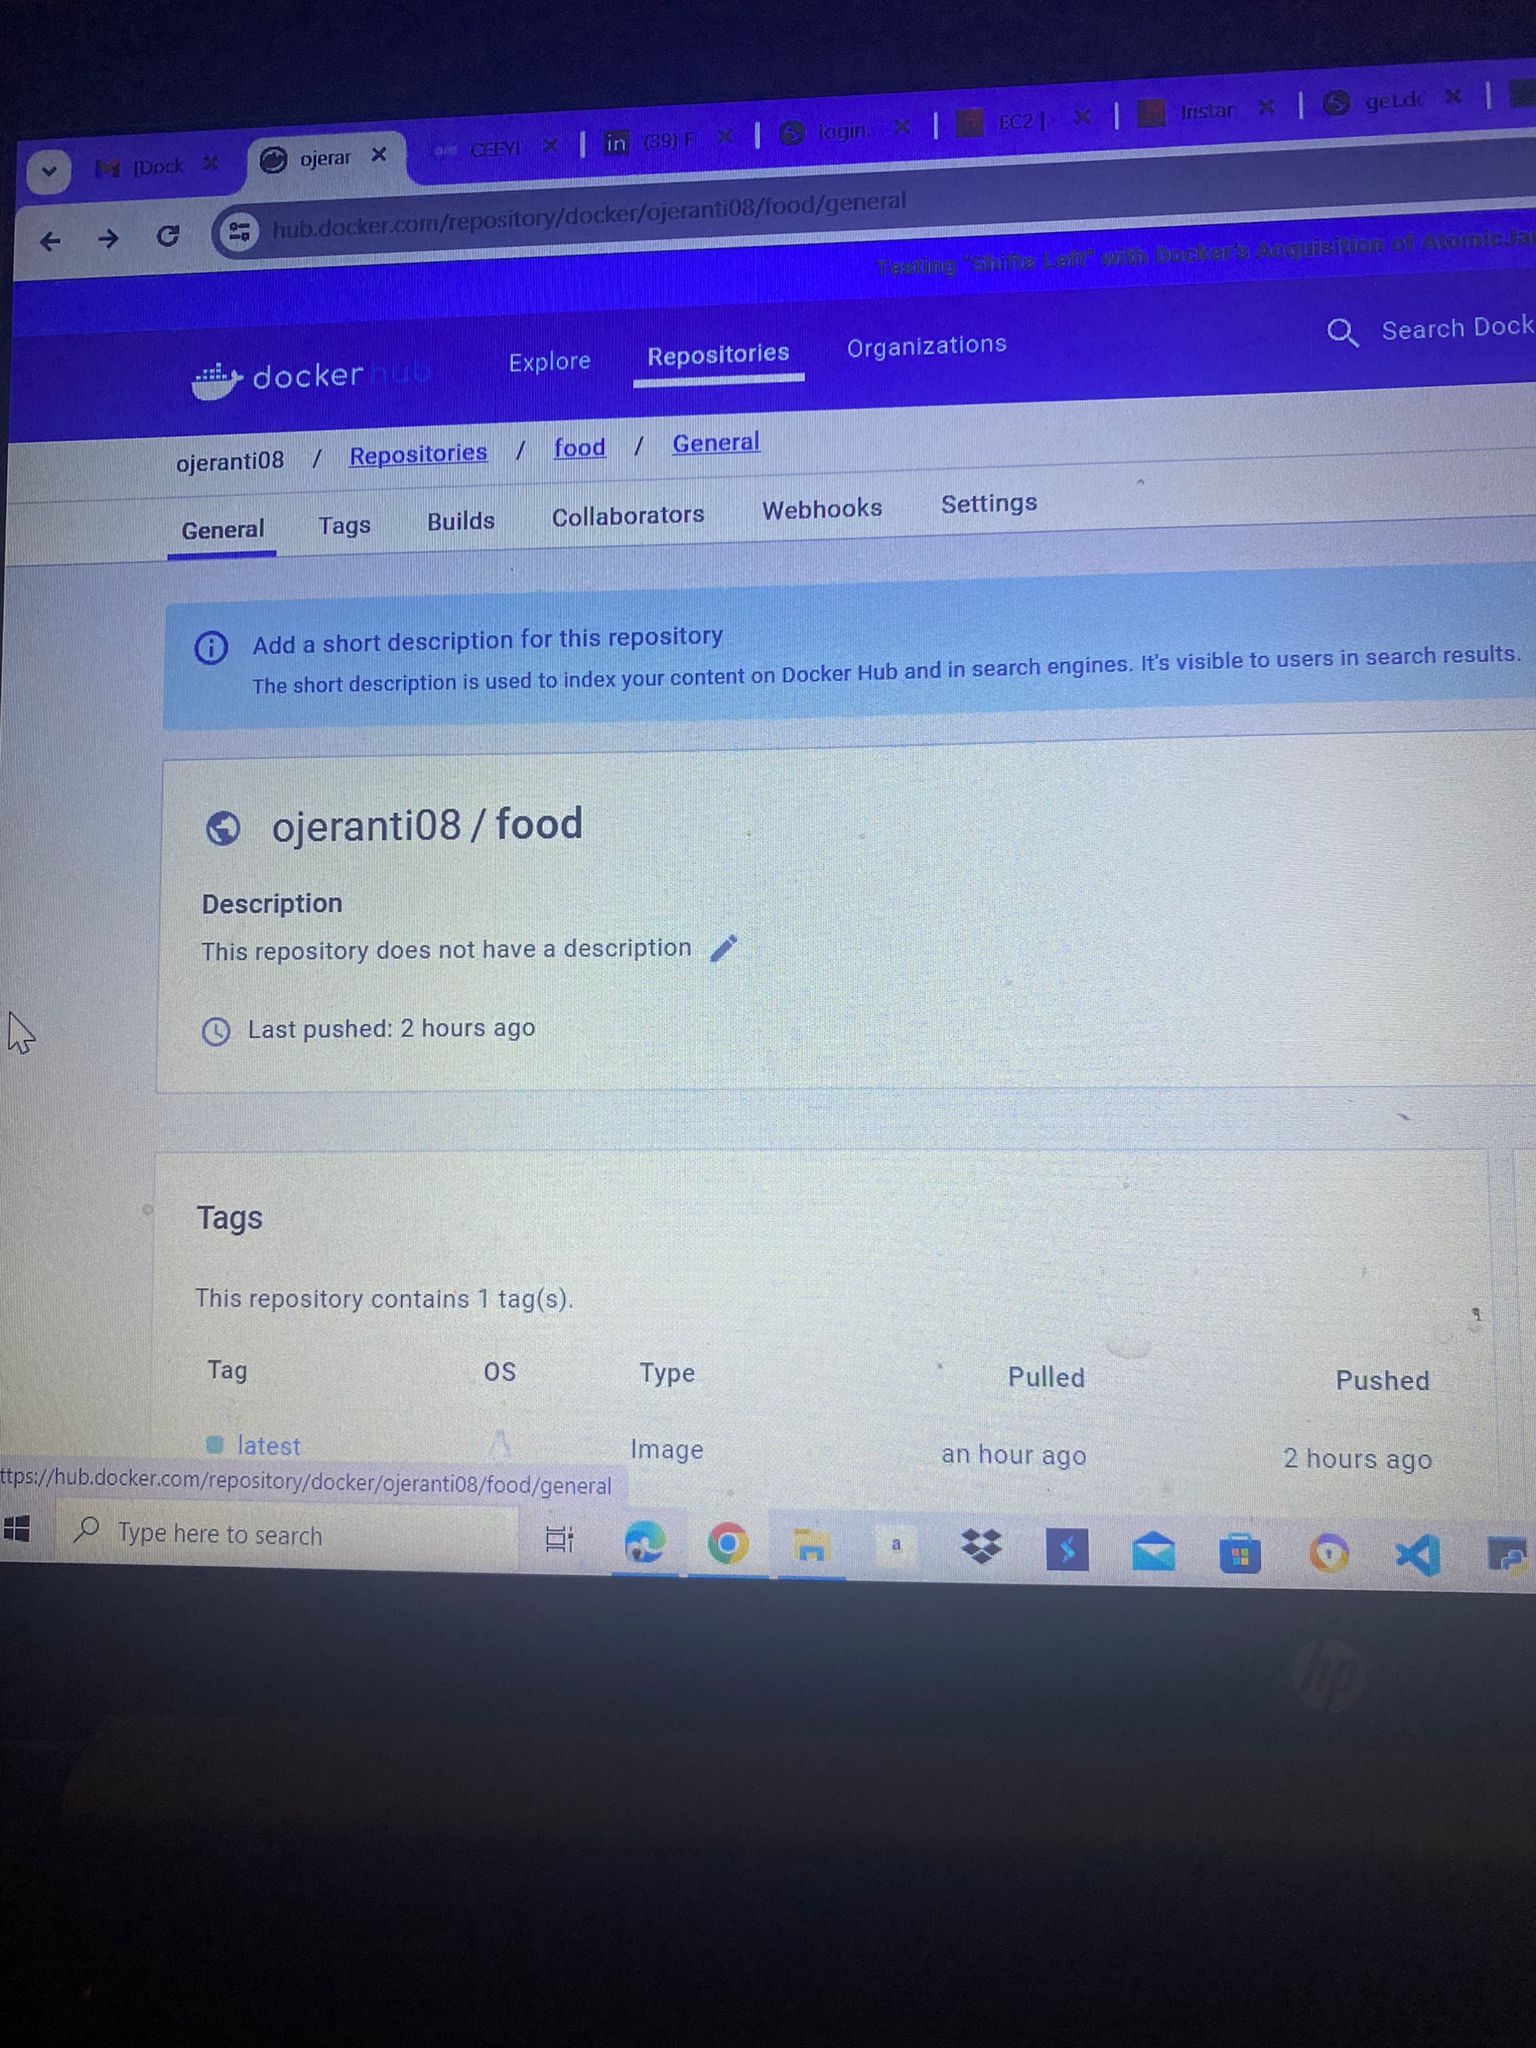 [Dock
ojerar
CEEYI
in
(39) F
login.
EC2 |
Instar
get.dc
hub.docker.com/repository/docker/ojeranti08/food/general
Testing "Shifts Left" with Docker's Acquisition of AtomicJar
docker hub
Explore
Repositories
Organizations
Search Dock
ojeranti08 / Repositories / food / General
General
Tags
Builds
Collaborators
Webhooks
Settings
Add a short description for this repository
The short description is used to index your content on Docker Hub and in search engines. It's visible to users in search results.
ojeranti08 / food
Description
This repository does not have a description
Last pushed: 2 hours ago
Tags
This repository contains 1 tag(s).
Tag OS Type Pulled Pushed
latest Image an hour ago 2 hours ago
ttps://hub.docker.com/repository/docker/ojeranti08/food/general
Type here to search
a
hp